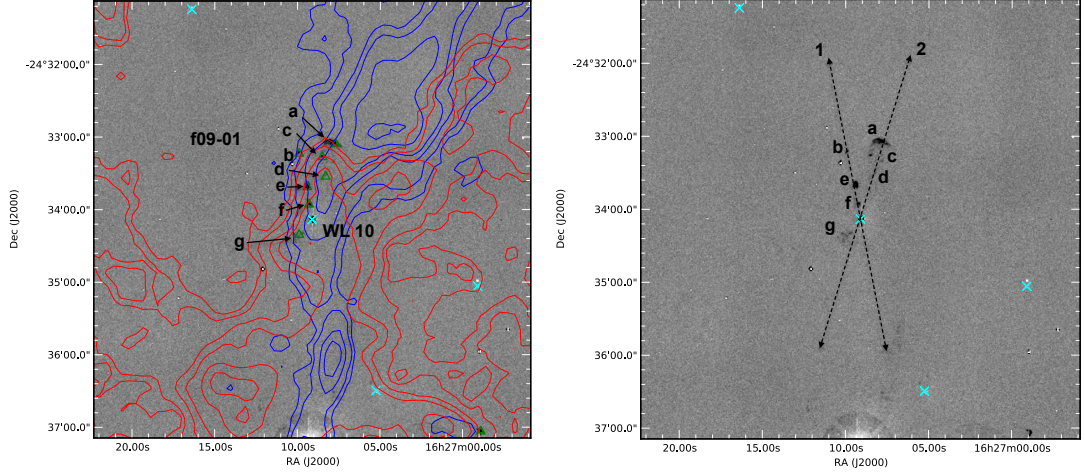 -24°32'00.0"
33'00.0"
34'00.0"
35'00.0"
36'00.0"
37'00.0"
Dec (J2000)
20.00s
15.00s
10.00s
05.00s
16h27m00.00s
RA (J2000)
f09-01
a
c
b
d
e
f
g
WL 10
-24°32'00.0"
33'00.0"
34'00.0"
35'00.0"
36'00.0"
37'00.0"
Dec (J2000)
20.00s
15.00s
10.00s
05.00s
16h27m00.00s
RA (J2000)
1
2
a
b
c
d
e
f
g